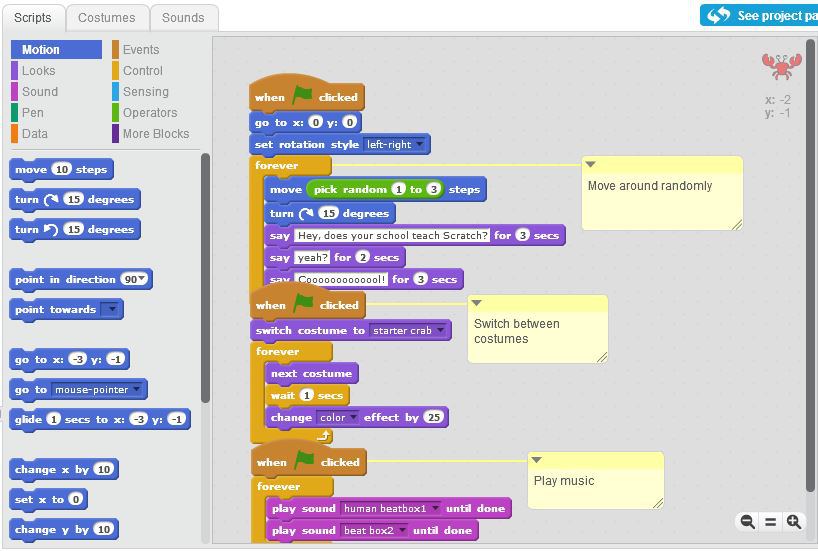 Scripts Costumes Sounds
See project pa
Motion
Looks
Sound
Pen
Data
Events
Control
Sensing
Operators
More Blocks
move 10 steps
turn 15 degrees
turn 15 degrees
point in direction 90
point towards
go to x: -3 y: -1
go to mouse-pointer
glide 1 secs to x: -3 y: -1
change x by 10
set x to 0
change y by 10
x: -2
y: -1
when clicked
go to x: 0 y: 0
set rotation style left-right
forever
move pick random 1 to 3 steps
turn 15 degrees
say Hey, does your school teach Scratch? for 3 secs
say yeah? for 2 secs
say Cooooooooooool! for 3 secs
Move around randomly
when clicked
switch costume to starter crab
forever
next costume
wait 1 secs
change color effect by 25
Switch between
costumes
when clicked
forever
play sound human beatbox1 until done
play sound beat box2 until done
Play music